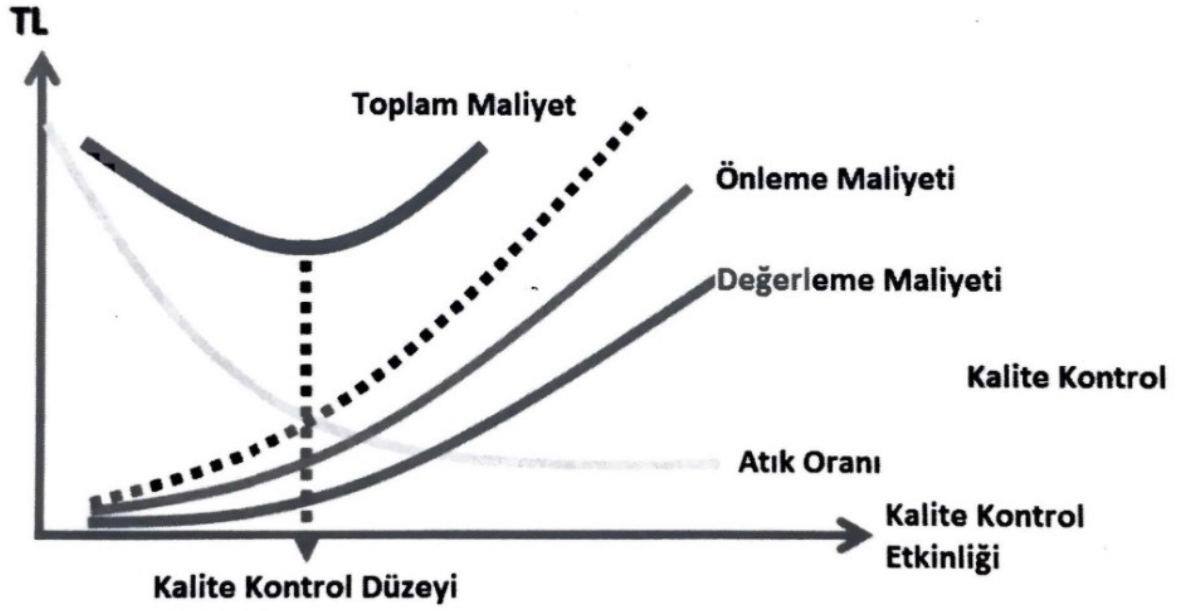 TL
Toplam Maliyet
Önleme Maliyeti
Değerleme Maliyeti
Kalite Kontrol
Atık Oranı
Kalite Kontrol
Etkinliği
Kalite Kontrol Düzeyi